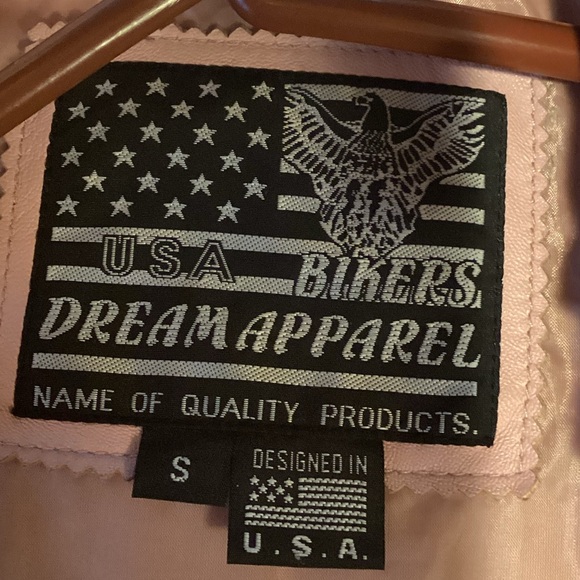 USA BIKERS
DREAM APPAREL
NAME OF QUALITY PRODUCTS.
S
DESIGNED IN
U.S.A.